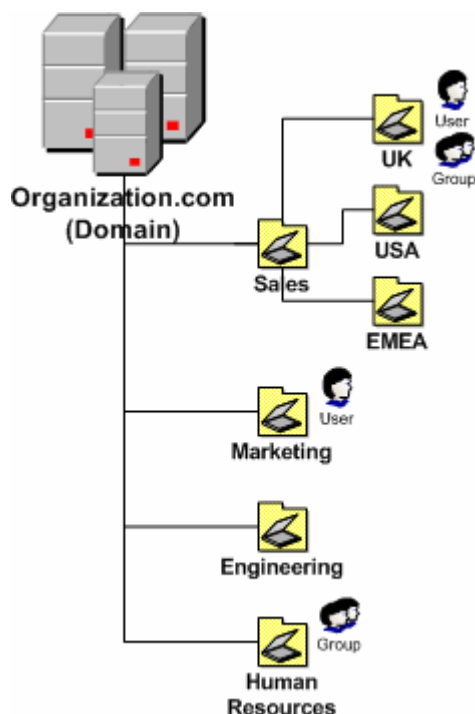 Organization.com
(Domain)
Sales
User
UK
Group
USA
EMEA
User
Marketing
Engineering
Group
Human
Resources